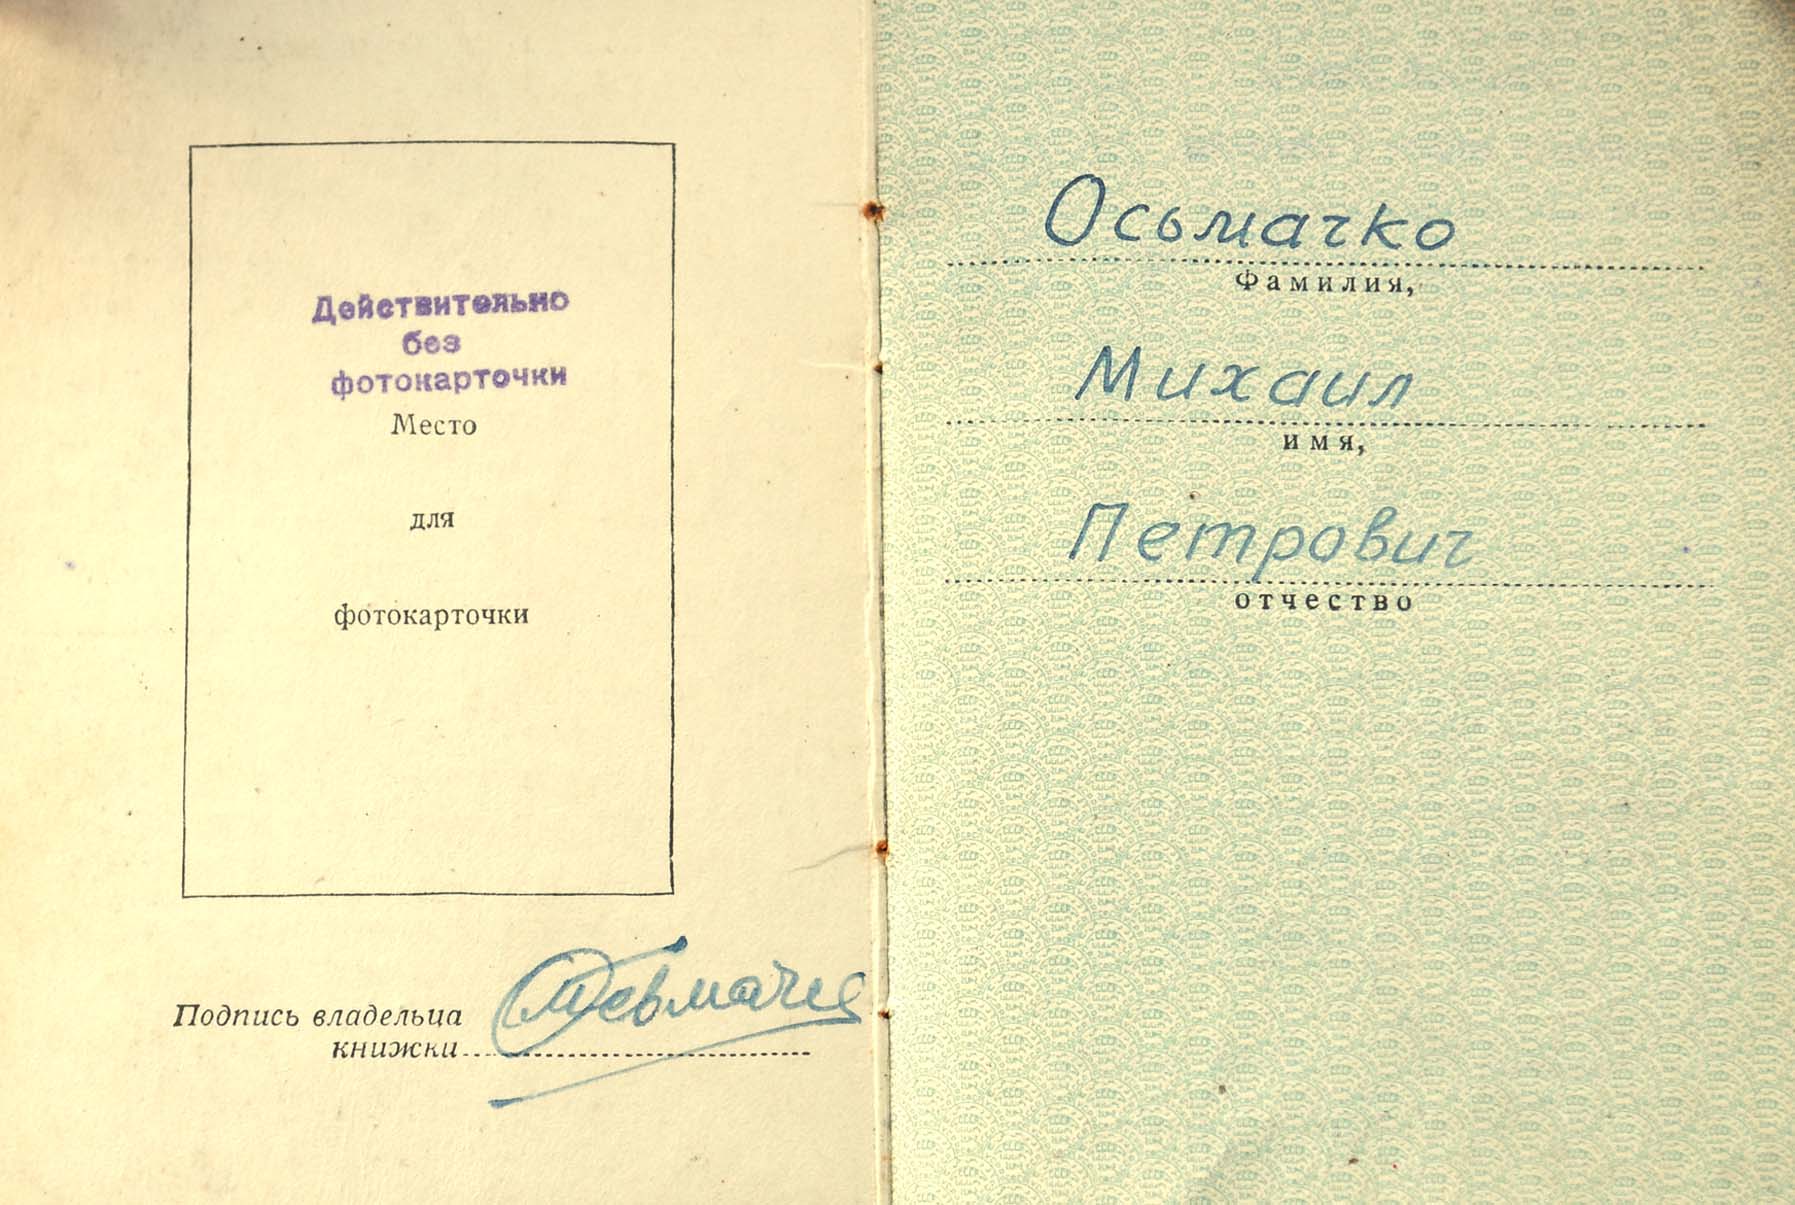 Действительно
без
фотокарточки
Место
для
фотокарточки
Подпись владельца
книжки
Осьмачко
Фамилия,
Михаил
имя,
Петрович
отчество